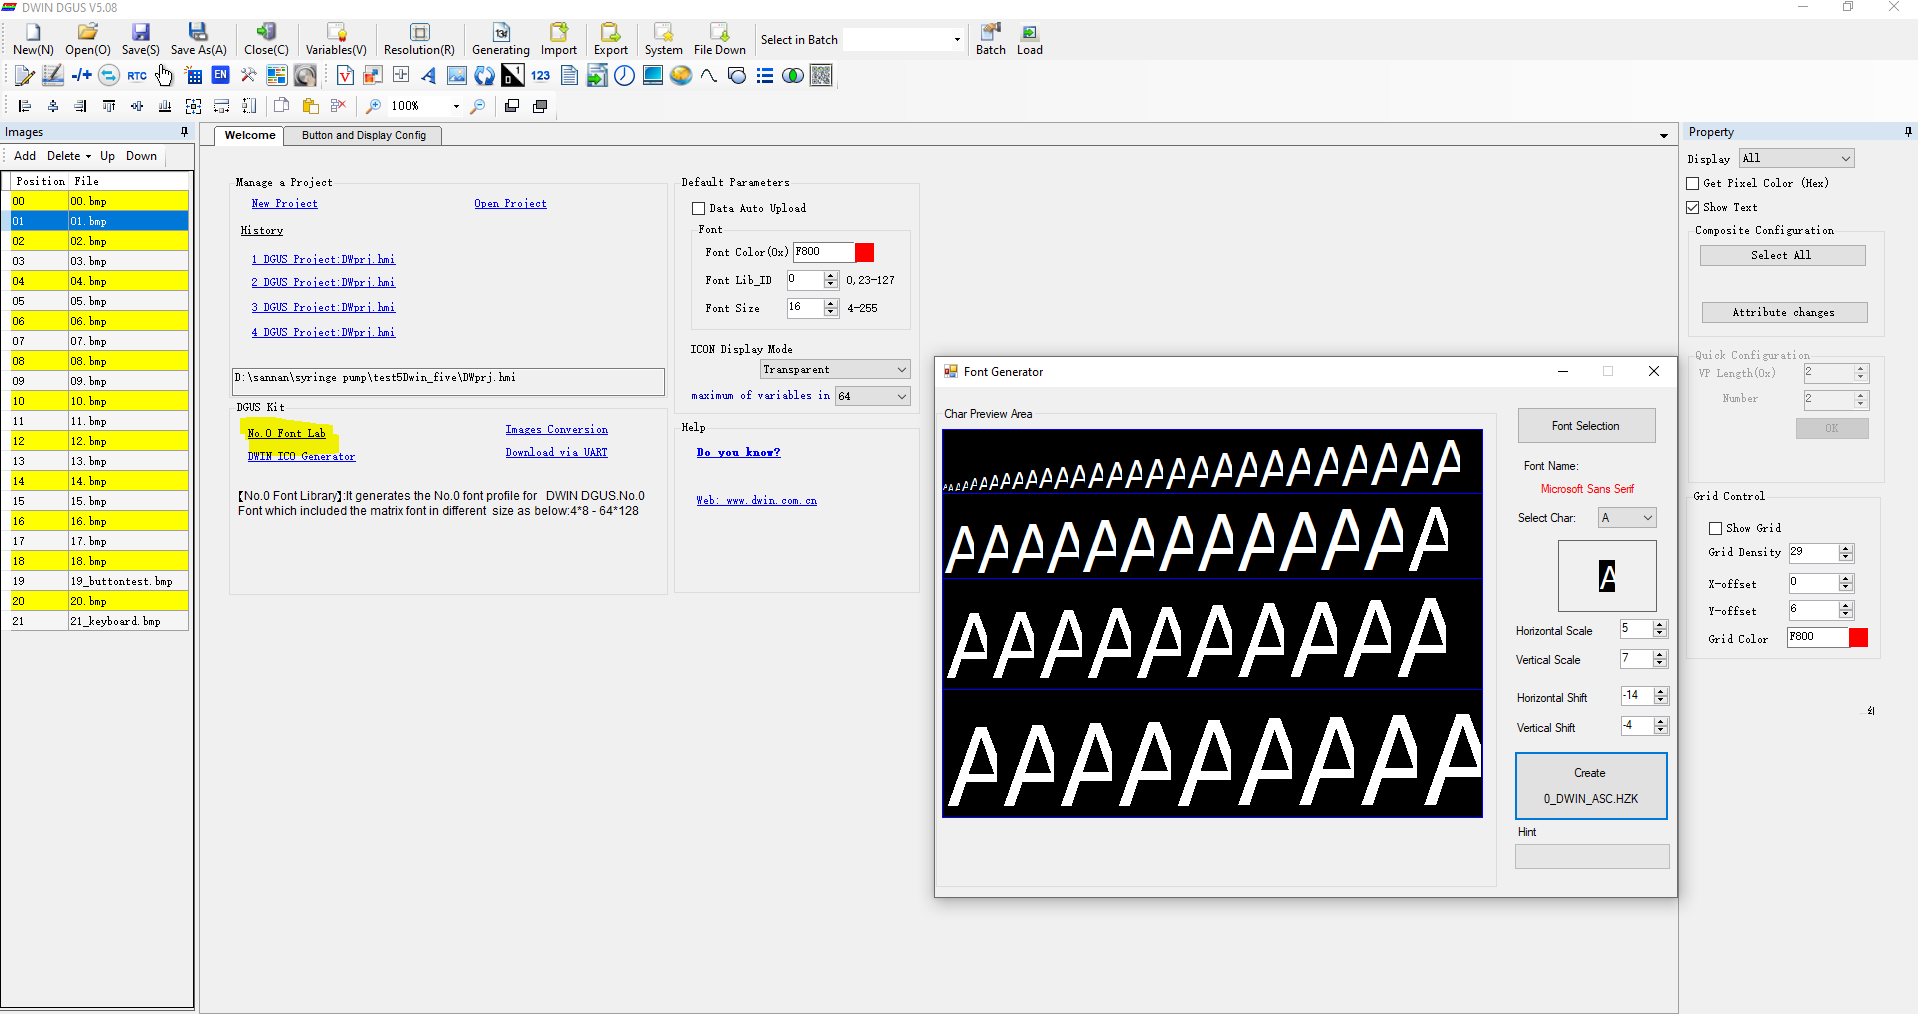 DWIN DGUS V5.08
New(N) Open(O) Save(S) Save As(A) Close(C) Variables(V) Resolution(R) Generating Import Export System File Down Select in Batch Batch Load
-/+ RTC EN V A 0 1 123
100%
Images
Add Delete Up Down
Position File
00 00.bmp
01 01.bmp
02 02.bmp
03 03.bmp
04 04.bmp
05 05.bmp
06 06.bmp
07 07.bmp
08 08.bmp
09 09.bmp
10 10.bmp
11 11.bmp
12 12.bmp
13 13.bmp
14 14.bmp
15 15.bmp
16 16.bmp
17 17.bmp
18 18.bmp
19 19_buttontest.bmp
20 20.bmp
21 21_keyboard.bmp
Welcome Button and Display Config
Manage a Project
New Project Open Project
History
1 DGUS Project:DWprj.hmi
2 DGUS Project:DWprj.hmi
3 DGUS Project:DWprj.hmi
4 DGUS Project:DWprj.hmi
D:\sannan\syringe pump\test5Dwin_five\DWprj.hmi
DGUS Kit
No.0 Font Lab Images Conversion
DWIN ICO Generator Download via UART
【No.0 Font Library】:It generates the No.0 font profile for DWIN DGUS.No.0
Font which included the matrix font in different size as below:4*8 - 64*128
Default Parameters
Data Auto Upload
Font
Font Color(0x) F800
Font Lib_ID 0 0,23-127
Font Size 16 4-255
ICON Display Mode
Transparent
maximum of variables in 64
Help
Do you know?
Web: www.dwin.com.cn
Font Generator
Char Preview Area
AAAAAAAAAAAAAAAAAAAAAAAAAAAAA
AAAAAAAAAAAAAA
AAAAAAAAAA
AAAAAAAAA
Font Selection
Font Name:
Microsoft Sans Serif
Select Char: A
A
Horizontal Scale 5
Vertical Scale 7
Horizontal Shift -14
Vertical Shift -4
Create
0_DWIN_ASC.HZK
Hint
Property
Display All
Get Pixel Color (Hex)
Show Text
Composite Configuration
Select All
Attribute changes
Quick Configuration
VP Length(0x) 2
Number 2
OK
Grid Control
Show Grid
Grid Density 29
X-offset 0
Y-offset 6
Grid Color F800